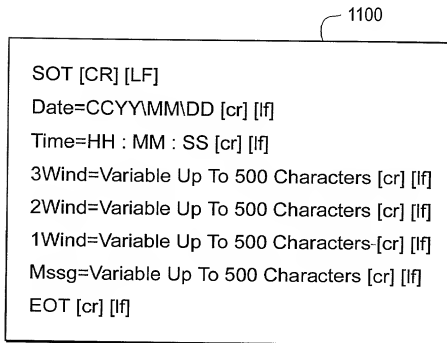 1100
SOT [CR] [LF]
Date=CCYY\MM\DD [cr] [lf]
Time=HH : MM : SS [cr] [lf]
3Wind=Variable Up To 500 Characters [cr] [lf]
2Wind=Variable Up To 500 Characters [cr] [lf]
1Wind=Variable Up To 500 Characters [cr] [lf]
Mssg=Variable Up To 500 Characters [cr] [lf]
EOT [cr] [lf]